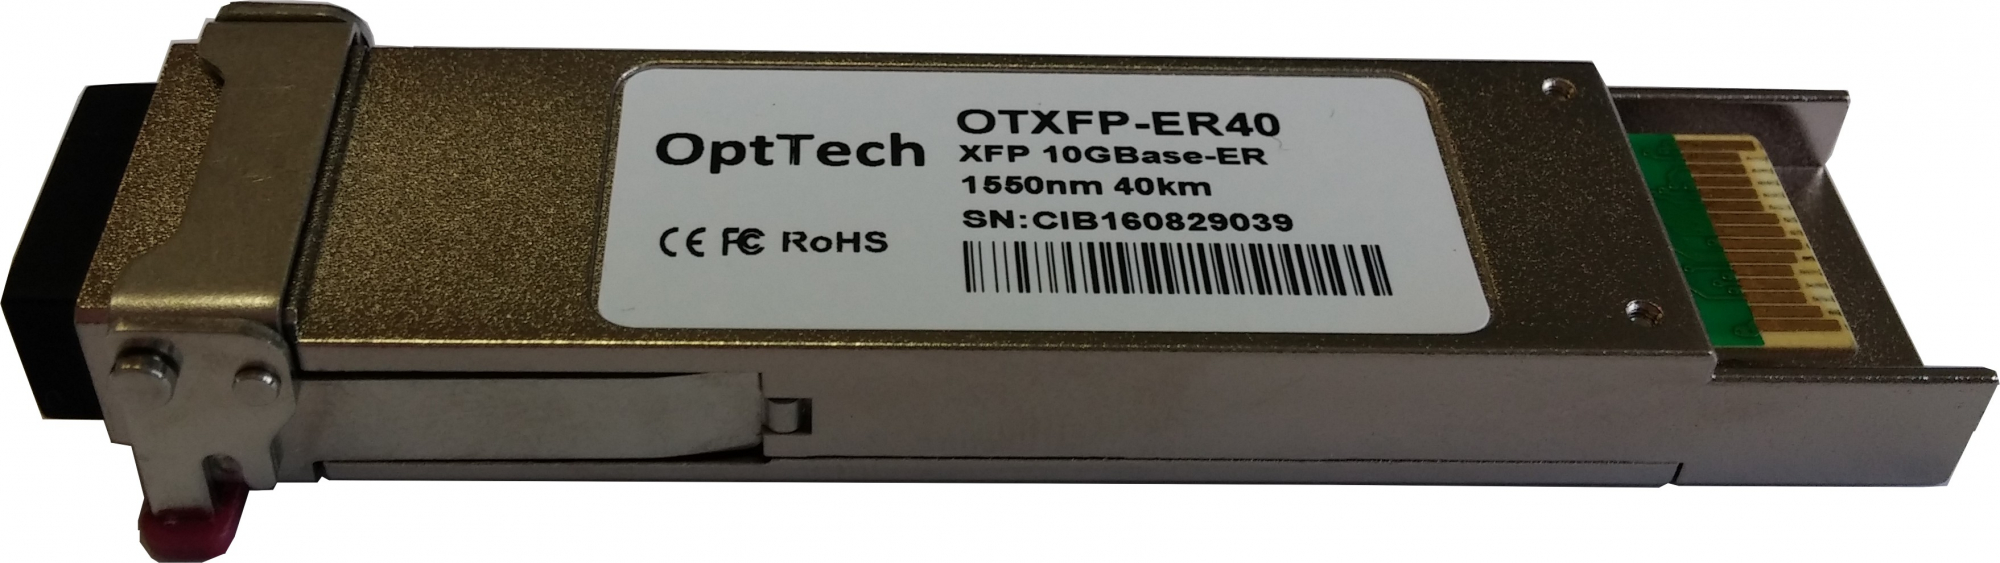 OptTech
CE FC RoHS
OTXFP-ER40
XFP 10GBase-ER
1550nm 40km
SN:CIB160829039